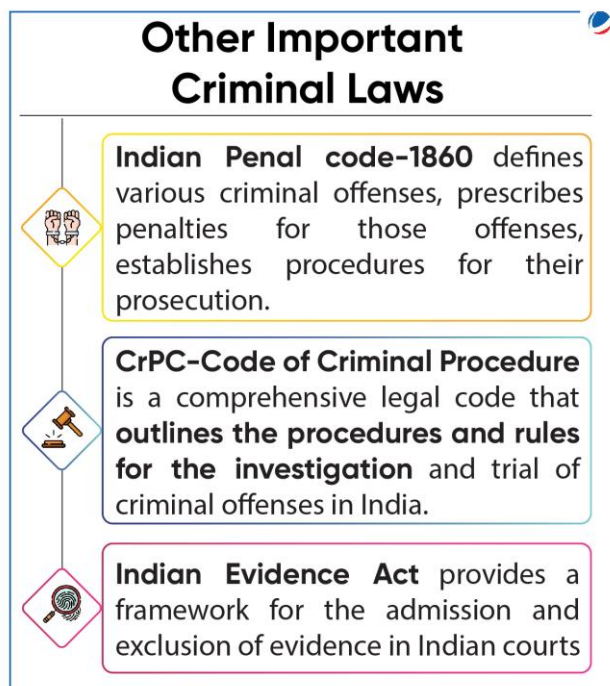 Other Important
Criminal Laws
Indian Penal code-1860 defines
various criminal offenses, prescribes
penalties for those offenses,
establishes procedures for their
prosecution.
CrPC-Code of Criminal Procedure
is a comprehensive legal code that
outlines the procedures and rules
for the investigation and trial of
criminal offenses in India.
Indian Evidence Act provides a
framework for the admission and
exclusion of evidence in Indian courts